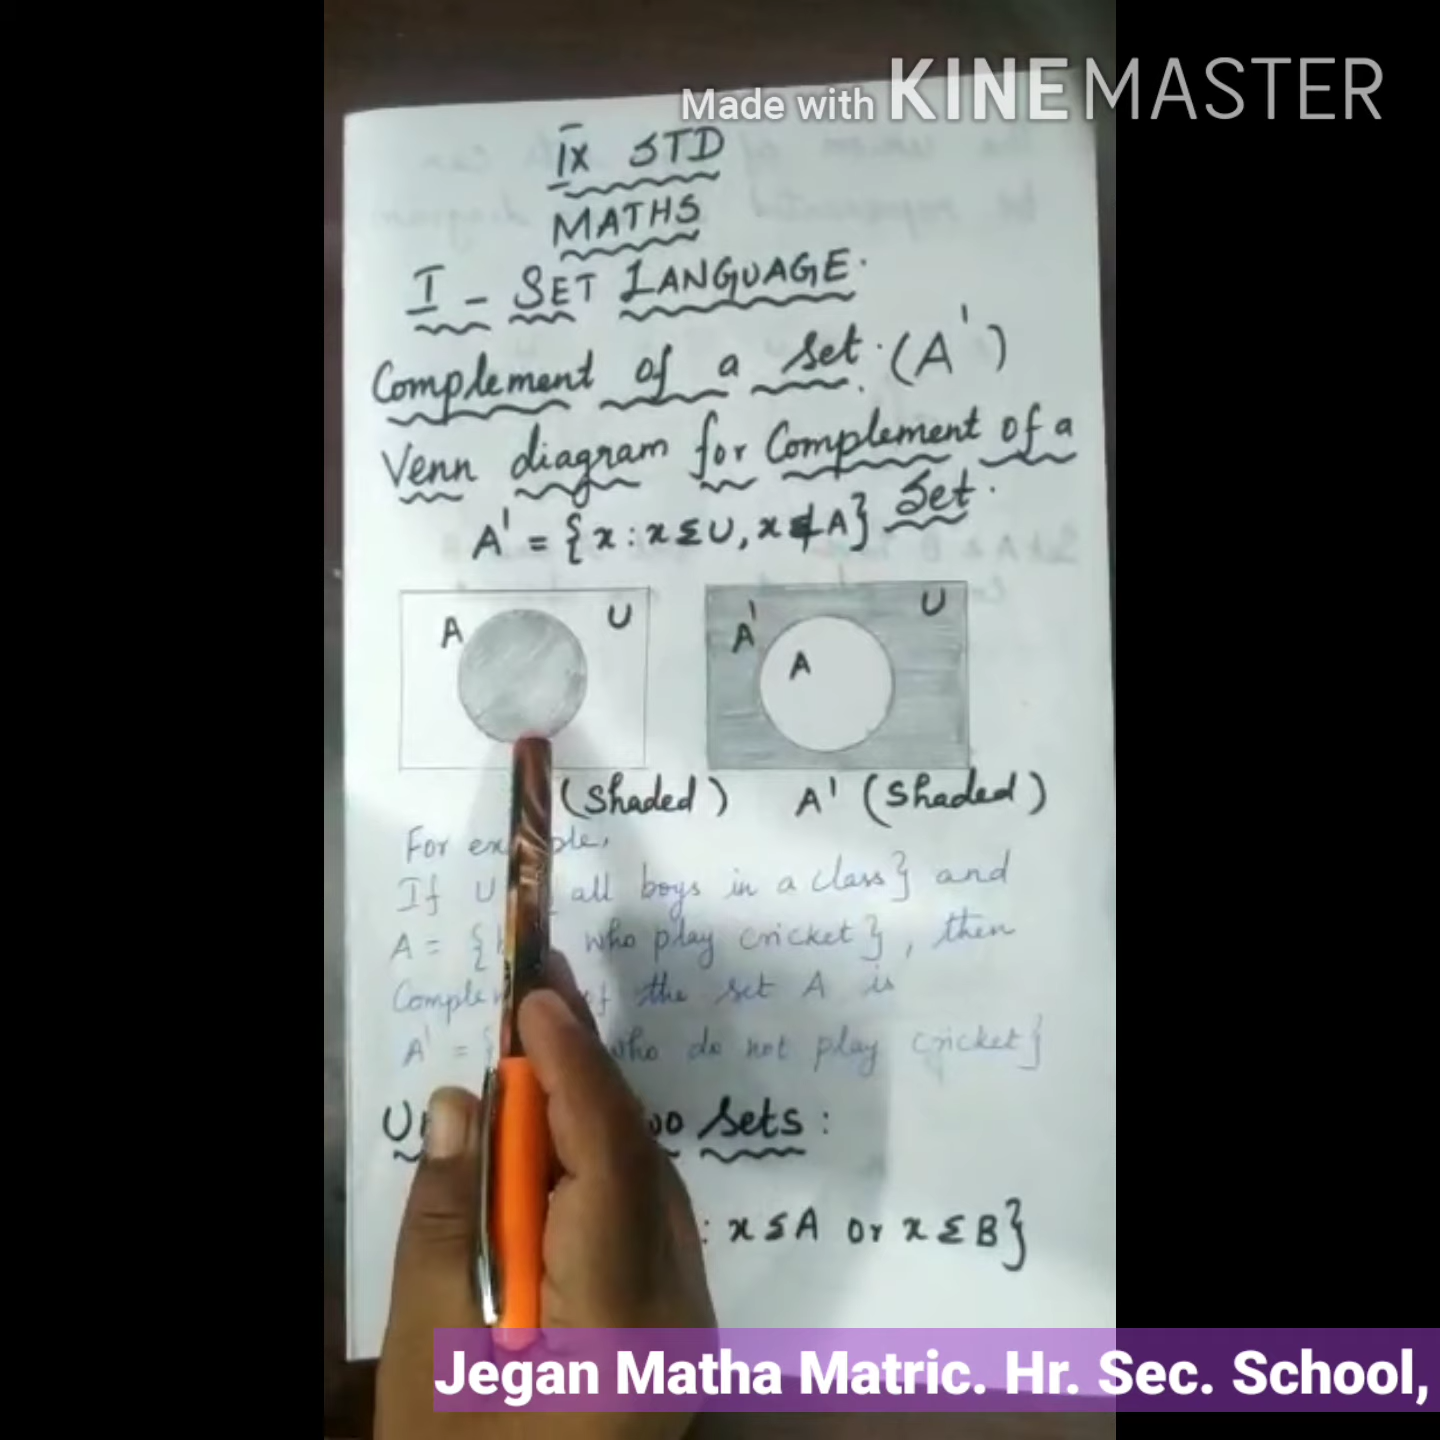 Made with KINEMASTER
IX STD
MATHS
I - SET LANGUAGE.
Complement of a set. (A')
Venn diagram for Complement of a
Set.
A' = {x : x Σ U, x ∉ A}
A U
A' A U
(Shaded) A' (Shaded)
For
If U all boys in a class} and
A = { who play cricket}, then
of the set A is
A' = { who do not play cricket}
Sets :
: x Σ A Or x Σ B}
Jegan Matha Matric. Hr. Sec. School,